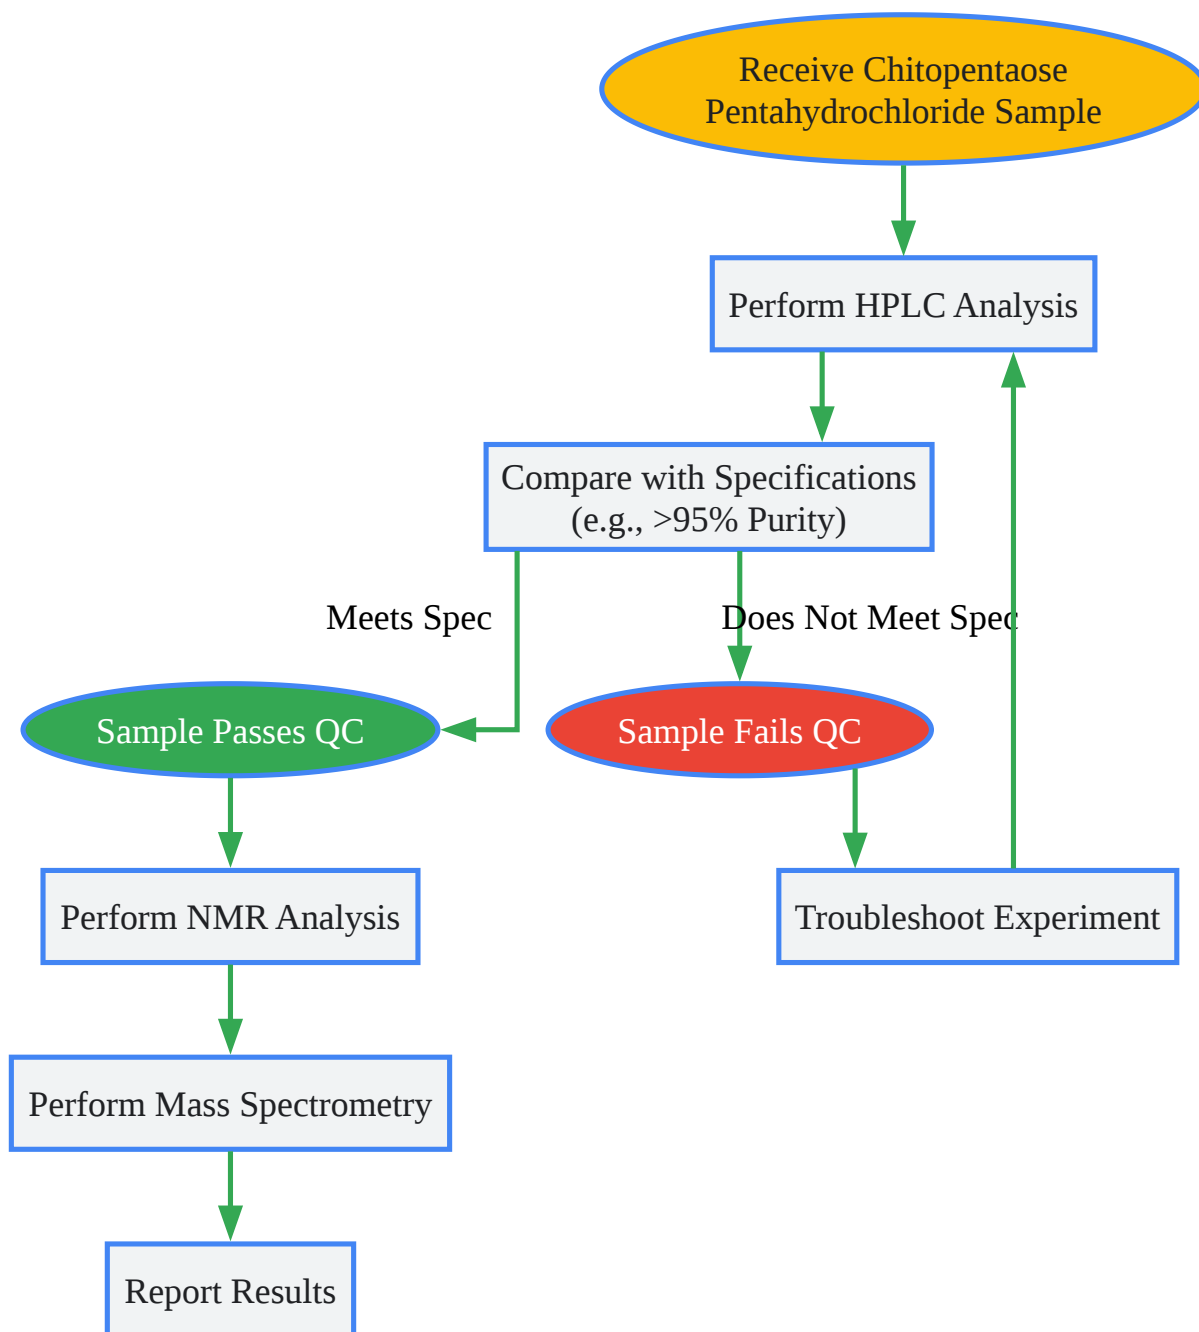 Receive Chitopentaose
Pentahydrochloride Sample
Perform HPLC Analysis
Compare with Specifications
(e.g., >95% Purity)
Meets Spec
Does Not Meet Spec
Sample Passes QC
Sample Fails QC
Perform NMR Analysis
Troubleshoot Experiment
Perform Mass Spectrometry
Report Results